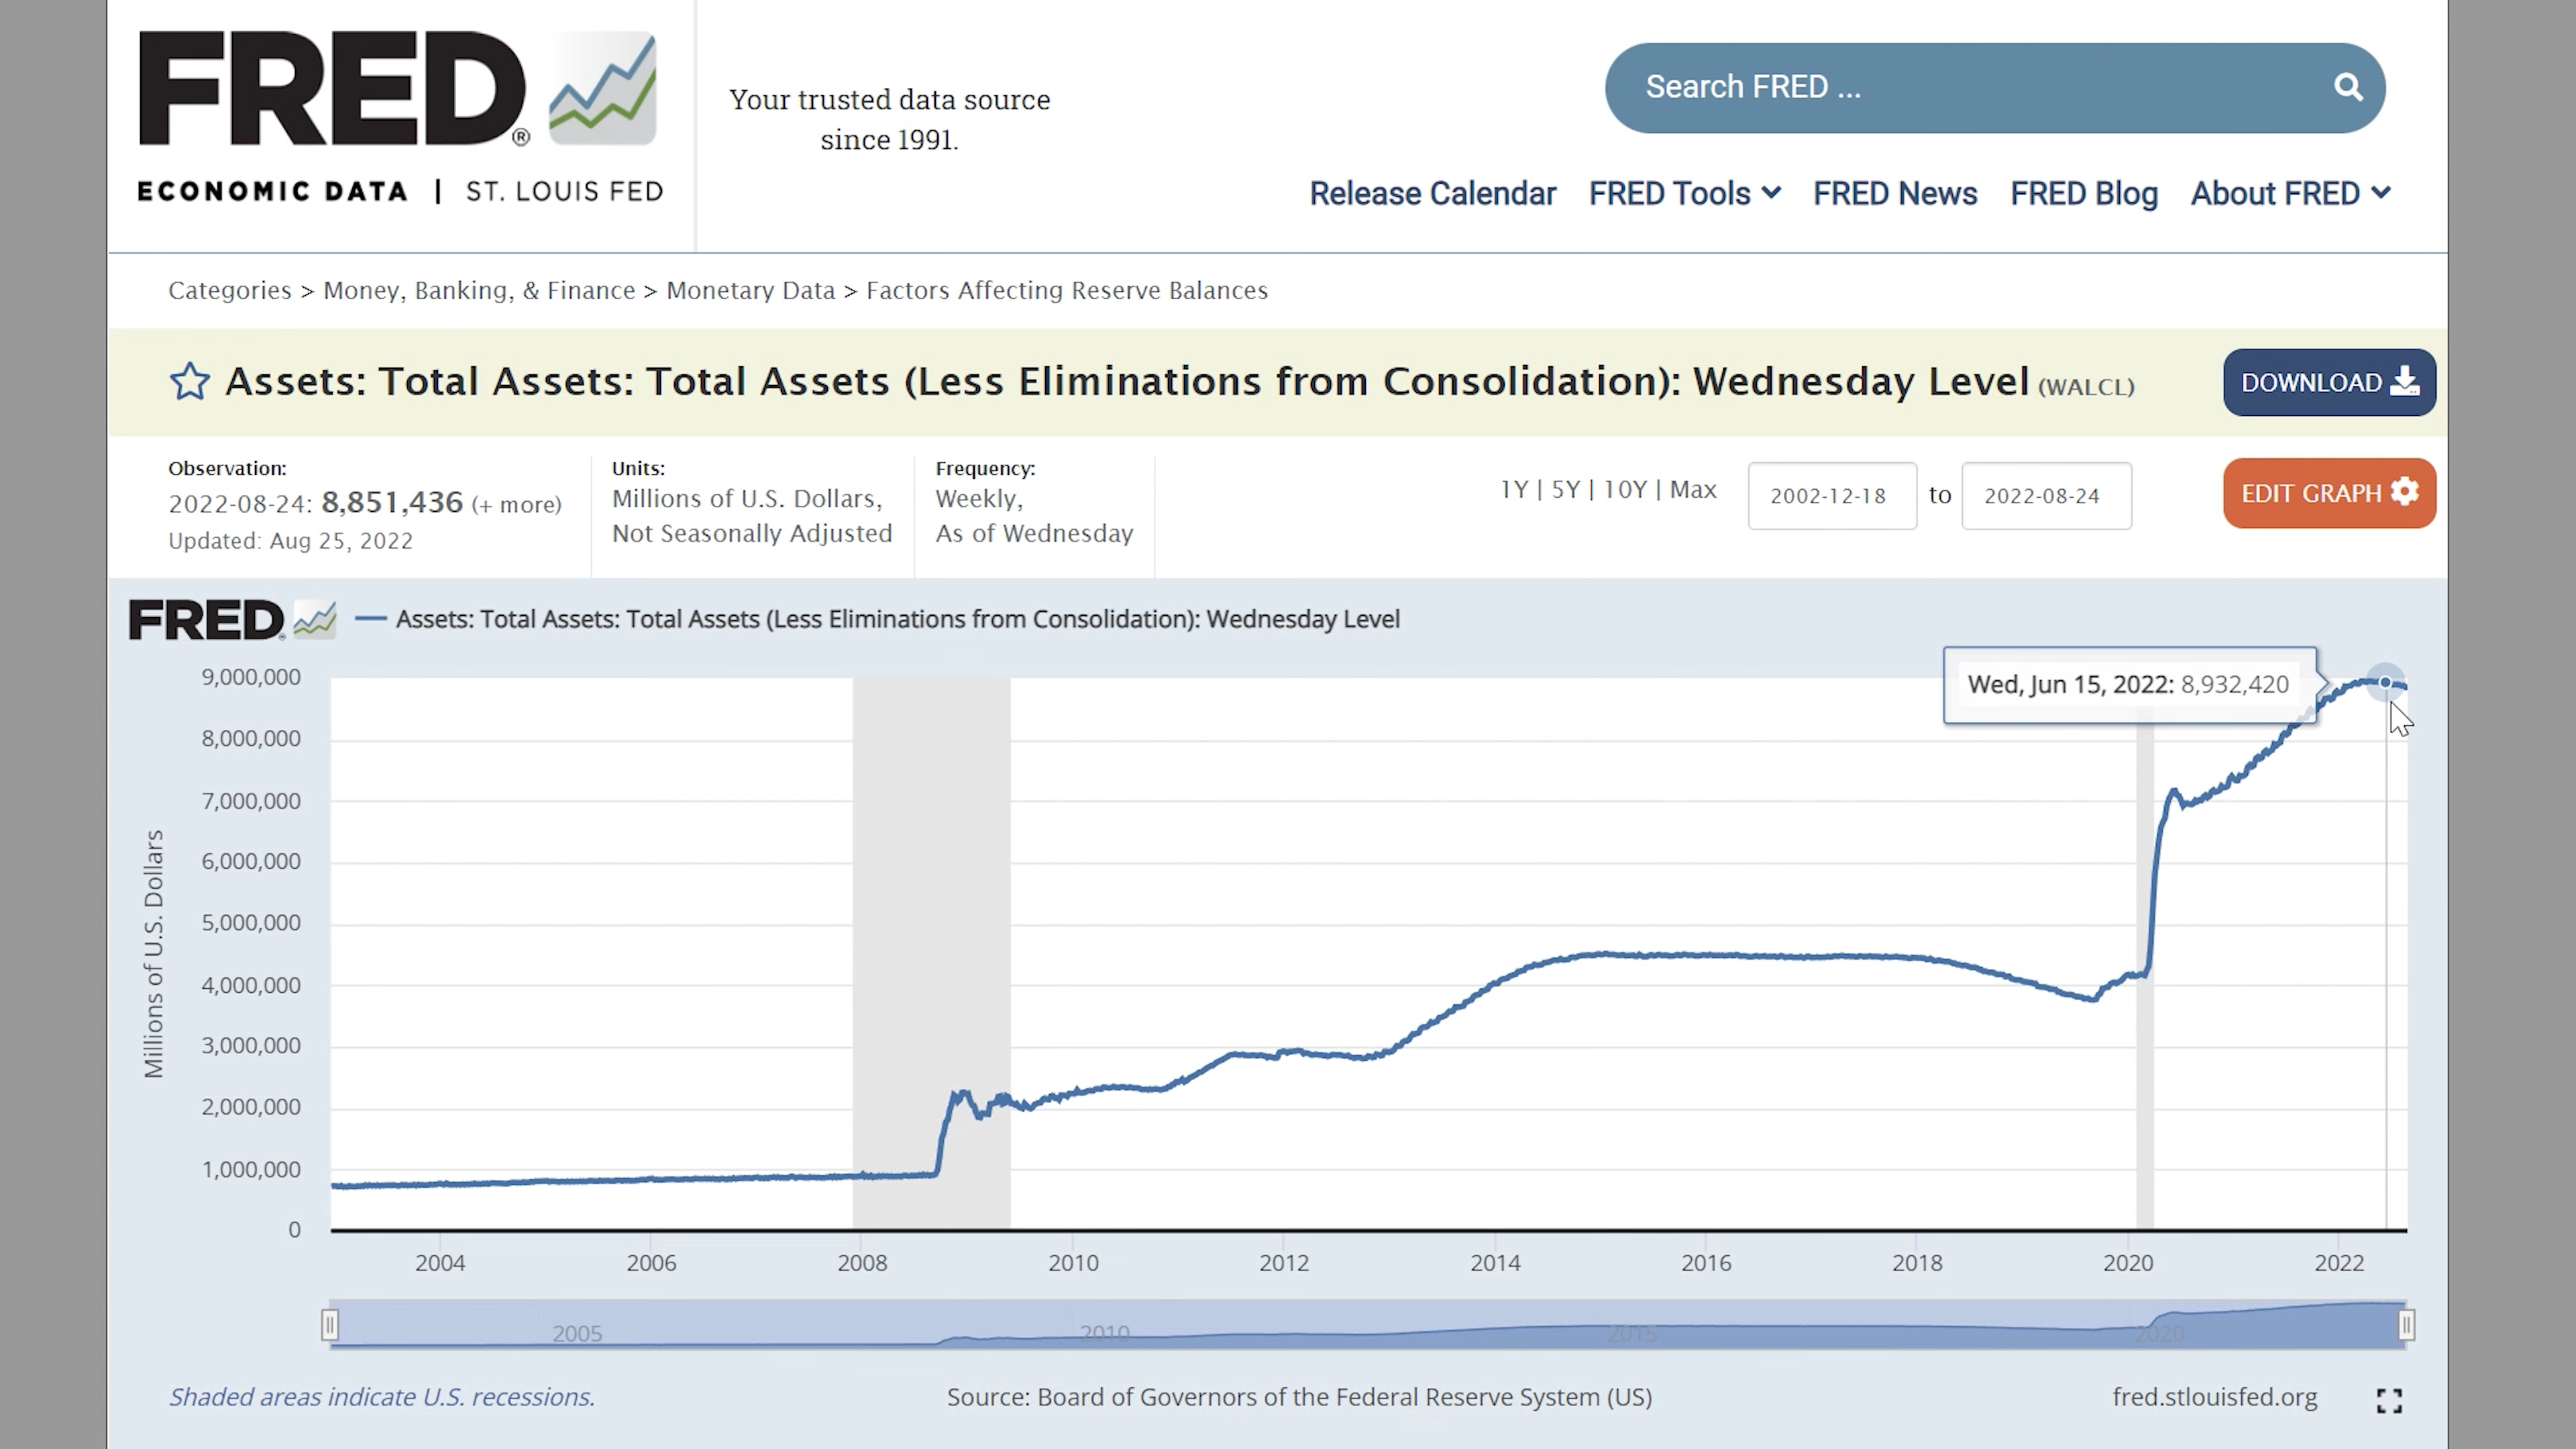 FRED®
ECONOMIC DATA | ST. LOUIS FED
Your trusted data source
since 1991.
Search FRED ...
Release Calendar FRED Tools FRED News FRED Blog About FRED
Categories > Money, Banking, & Finance > Monetary Data > Factors Affecting Reserve Balances
Assets: Total Assets: Total Assets (Less Eliminations from Consolidation): Wednesday Level (WALCL)
DOWNLOAD
Observation:
2022-08-24: 8,851,436 (+ more)
Updated: Aug 25, 2022
Units:
Millions of U.S. Dollars,
Not Seasonally Adjusted
Frequency:
Weekly,
As of Wednesday
1Y | 5Y | 10Y | Max
2002-12-18 to 2022-08-24
EDIT GRAPH
FRED Assets: Total Assets: Total Assets (Less Eliminations from Consolidation): Wednesday Level
Wed, Jun 15, 2022: 8,932,420
Millions of U.S. Dollars
9,000,000
8,000,000
7,000,000
6,000,000
5,000,000
4,000,000
3,000,000
2,000,000
1,000,000
0
2004 2006 2008 2010 2012 2014 2016 2018 2020 2022
2005 2010 2015 2020
Shaded areas indicate U.S. recessions.
Source: Board of Governors of the Federal Reserve System (US)
fred.stlouisfed.org